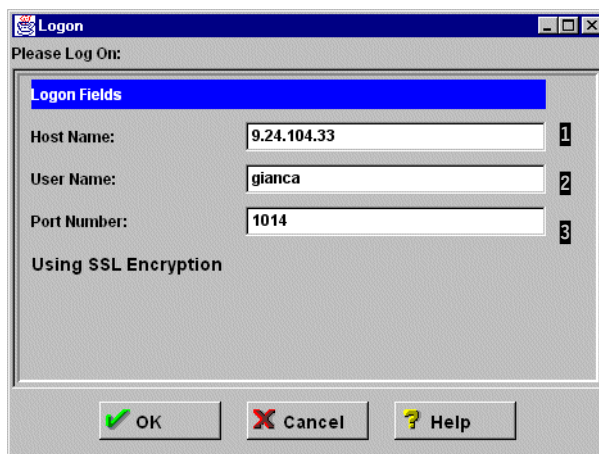 Logon
Please Log On:
Logon Fields
Host Name: 9.24.104.33 1
User Name: gianca 2
Port Number: 1014 3
Using SSL Encryption
OK Cancel ? Help